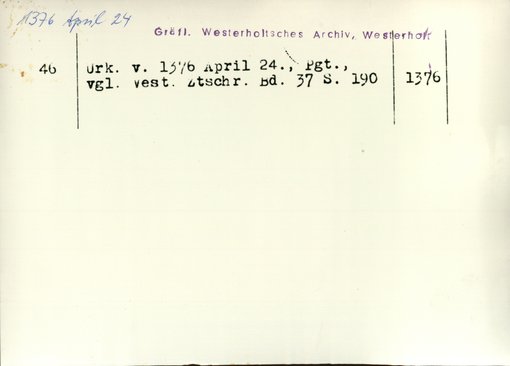 1376 April 24
Gräfl. Westerholtsches Archiv, Westerholt
46 Urk. v. 1376 April 24., Pgt., 1376
vgl. West. Ztschr. Bd. 37 S. 190